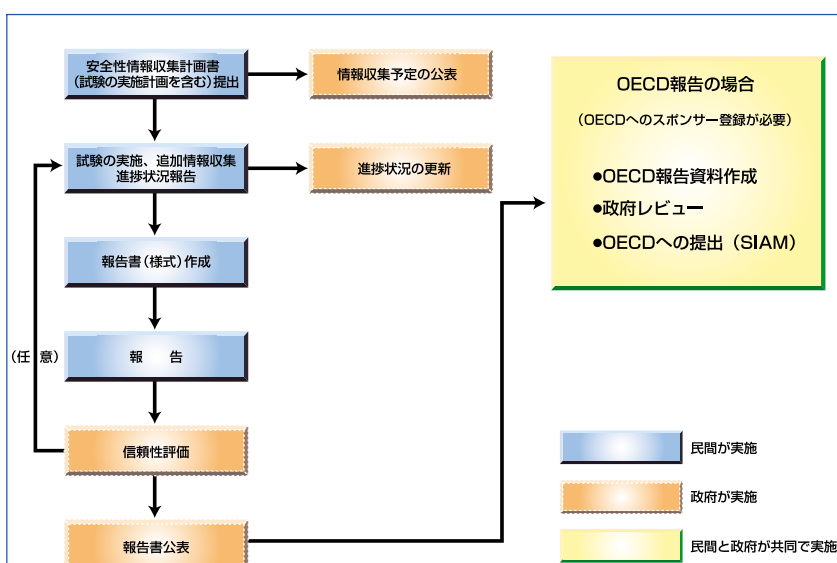 安全性情報収集計画書
(試験の実施計画を含む)提出
情報収集予定の公表
試験の実施、追加情報収集
進捗状況報告
進捗状況の更新
報告書(様式)作成
報　告
(任　意)
信頼性評価
報告書公表
OECD報告の場合
(OECDへのスポンサー登録が必要)
●OECD報告資料作成
●政府レビュー
●OECDへの提出(SIAM)
民間が実施
政府が実施
民間と政府が共同で実施